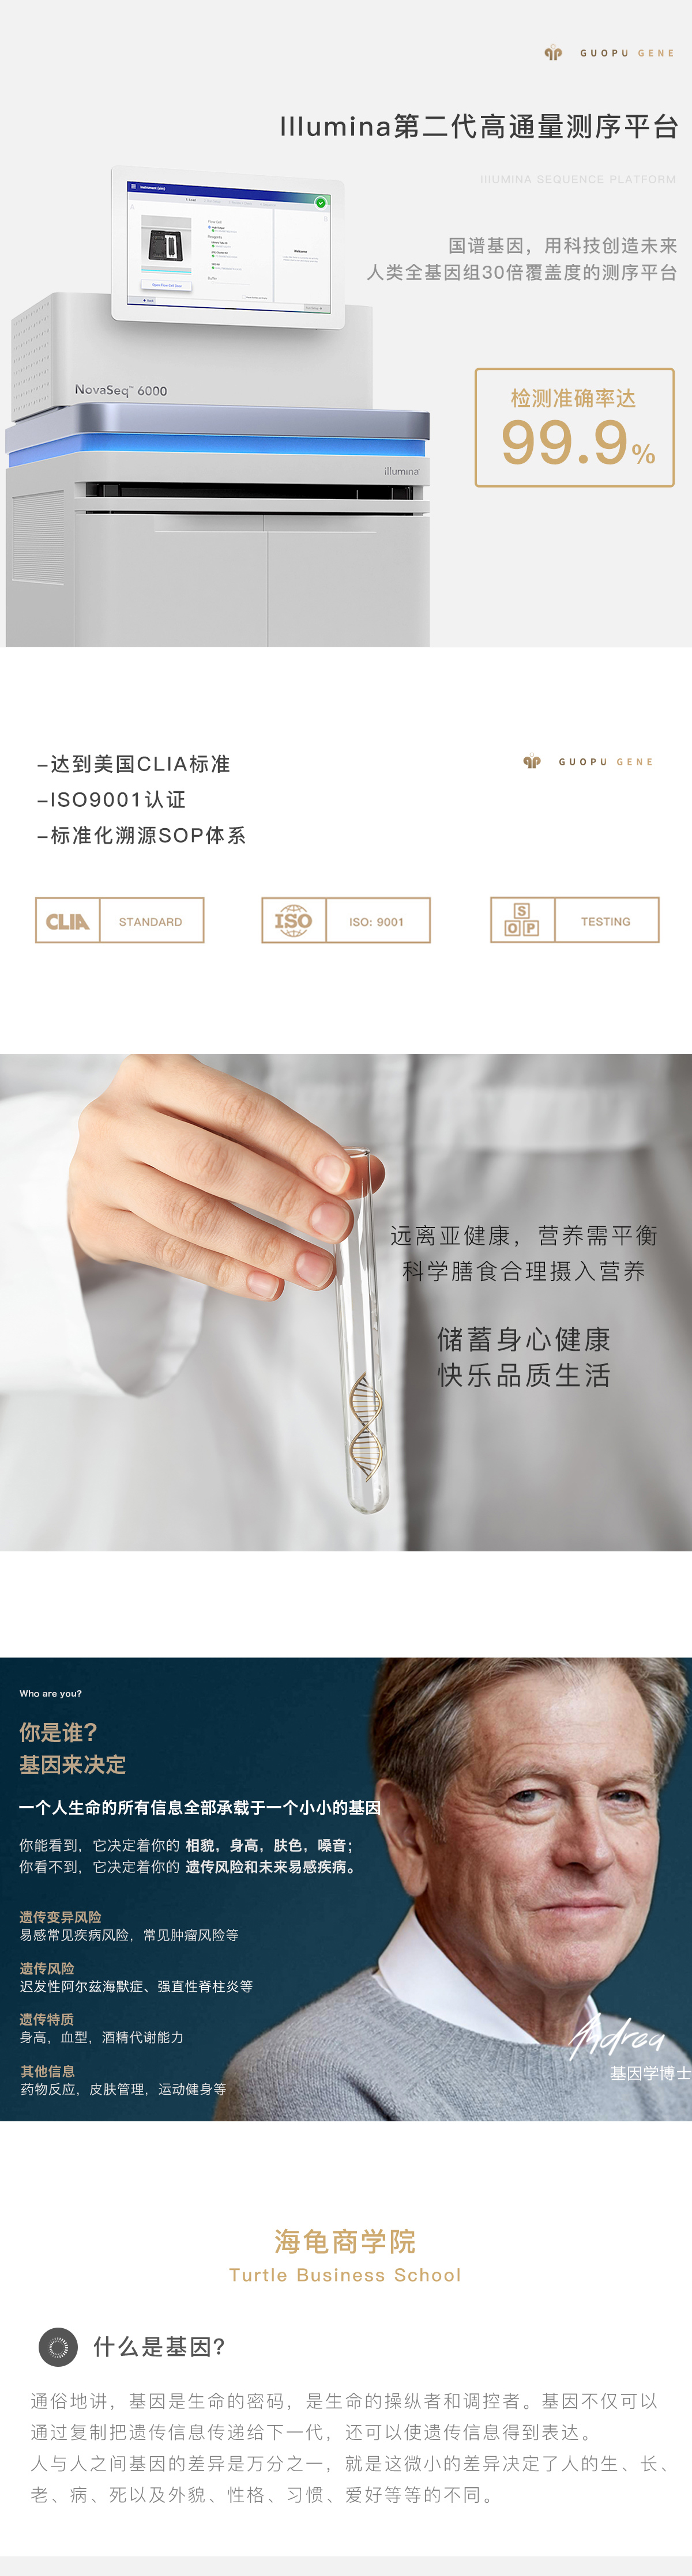 GUOPU GENE
Illumina第二代高通量测序平台
IIIUMINA SEQUENCE PLATFORM
国谱基因，用科技创造未来
人类全基因组30倍覆盖度的测序平台
NovaSeq™ 6000
illumina
检测准确率达
99.9%
–达到美国CLIA标准
–ISO9001认证
–标准化溯源SOP体系
GUOPU GENE
CLIA STANDARD
ISO ISO: 9001
SOP TESTING
远离亚健康，营养需平衡
科学膳食合理摄入营养
储蓄身心健康
快乐品质生活
Who are you?
你是谁?
基因来决定
一个人生命的所有信息全部承载于一个小小的基因
你能看到，它决定着你的 相貌，身高，肤色，嗓音；
你看不到，它决定着你的 遗传风险和未来易感疾病。
遗传变异风险
易感常见疾病风险，常见肿瘤风险等
遗传风险
迟发性阿尔兹海默症、强直性脊柱炎等
遗传特质
身高，血型，酒精代谢能力
其他信息
药物反应，皮肤管理，运动健身等
Andrea
基因学博士
海龟商学院
Turtle Business School
什么是基因?
通俗地讲，基因是生命的密码，是生命的操纵者和调控者。基因不仅可以
通过复制把遗传信息传递给下一代，还可以使遗传信息得到表达。
人与人之间基因的差异是万分之一，就是这微小的差异决定了人的生、长、
老、病、死以及外貌、性格、习惯、爱好等等的不同。